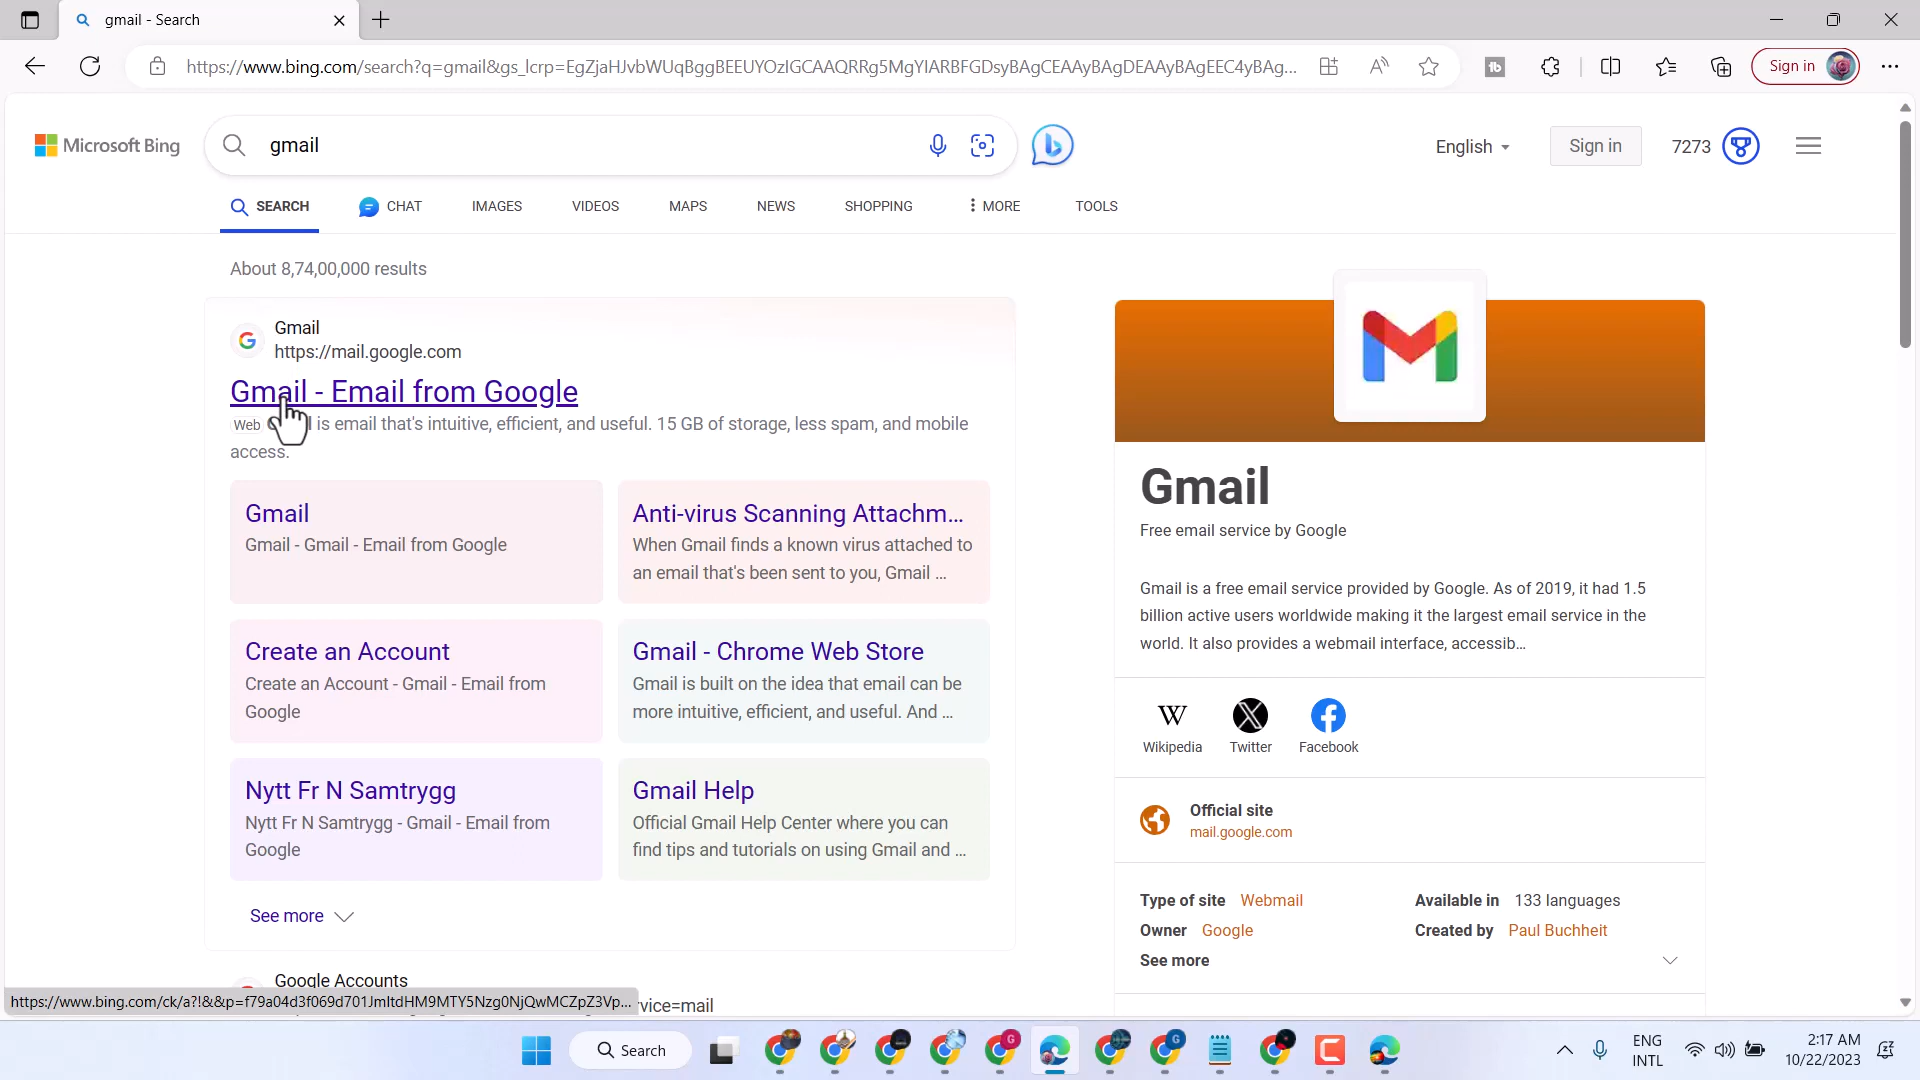 gmail - Search
https://www.bing.com/search?q=gmail&gs_lcrp=EgZjaHJvbWUqBggBEEUYOzIGCAAQRRg5MgYIARBFGDsyBAgCEAAyBAgDEAAyBAgEEC4yBAg...
Sign in
Microsoft Bing
gmail
English
Sign in
7273
SEARCH
CHAT
IMAGES
VIDEOS
MAPS
NEWS
SHOPPING
MORE
TOOLS
About 8,74,00,000 results
Gmail
https://mail.google.com
Gmail - Email from Google
Web is email that's intuitive, efficient, and useful. 15 GB of storage, less spam, and mobile
access.
Gmail
Gmail - Gmail - Email from Google
Anti-virus Scanning Attachm...
When Gmail finds a known virus attached to
an email that's been sent to you, Gmail ...
Create an Account
Create an Account - Gmail - Email from
Google
Gmail - Chrome Web Store
Gmail is built on the idea that email can be
more intuitive, efficient, and useful. And ...
Nytt Fr N Samtrygg
Nytt Fr N Samtrygg - Gmail - Email from
Google
Gmail Help
Official Gmail Help Center where you can
find tips and tutorials on using Gmail and ...
See more
Google Accounts
vice=mail
Gmail
Free email service by Google
Gmail is a free email service provided by Google. As of 2019, it had 1.5
billion active users worldwide making it the largest email service in the
world. It also provides a webmail interface, accessib...
Wikipedia
Twitter
Facebook
Official site
mail.google.com
Type of site Webmail
Available in 133 languages
Owner Google
Created by Paul Buchheit
See more
https://www.bing.com/ck/a?!&&p=f79a04d3f069d701JmltdHM9MTY5Nzg0NjQwMCZpZ3Vp...
Search
ENG
INTL
2:17 AM
10/22/2023